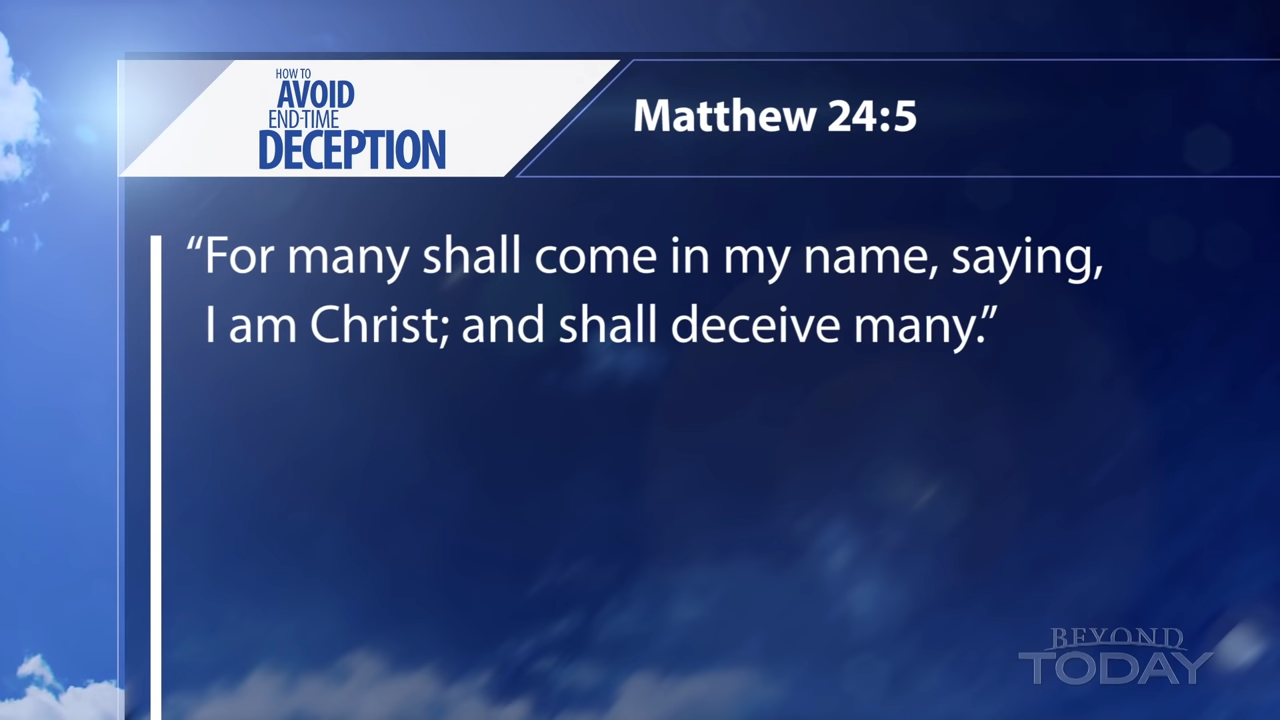 HOW TO
AVOID
END-TIME
DECEPTION
Matthew 24:5
“For many shall come in my name, saying,
I am Christ; and shall deceive many.”
BEYOND
TODAY